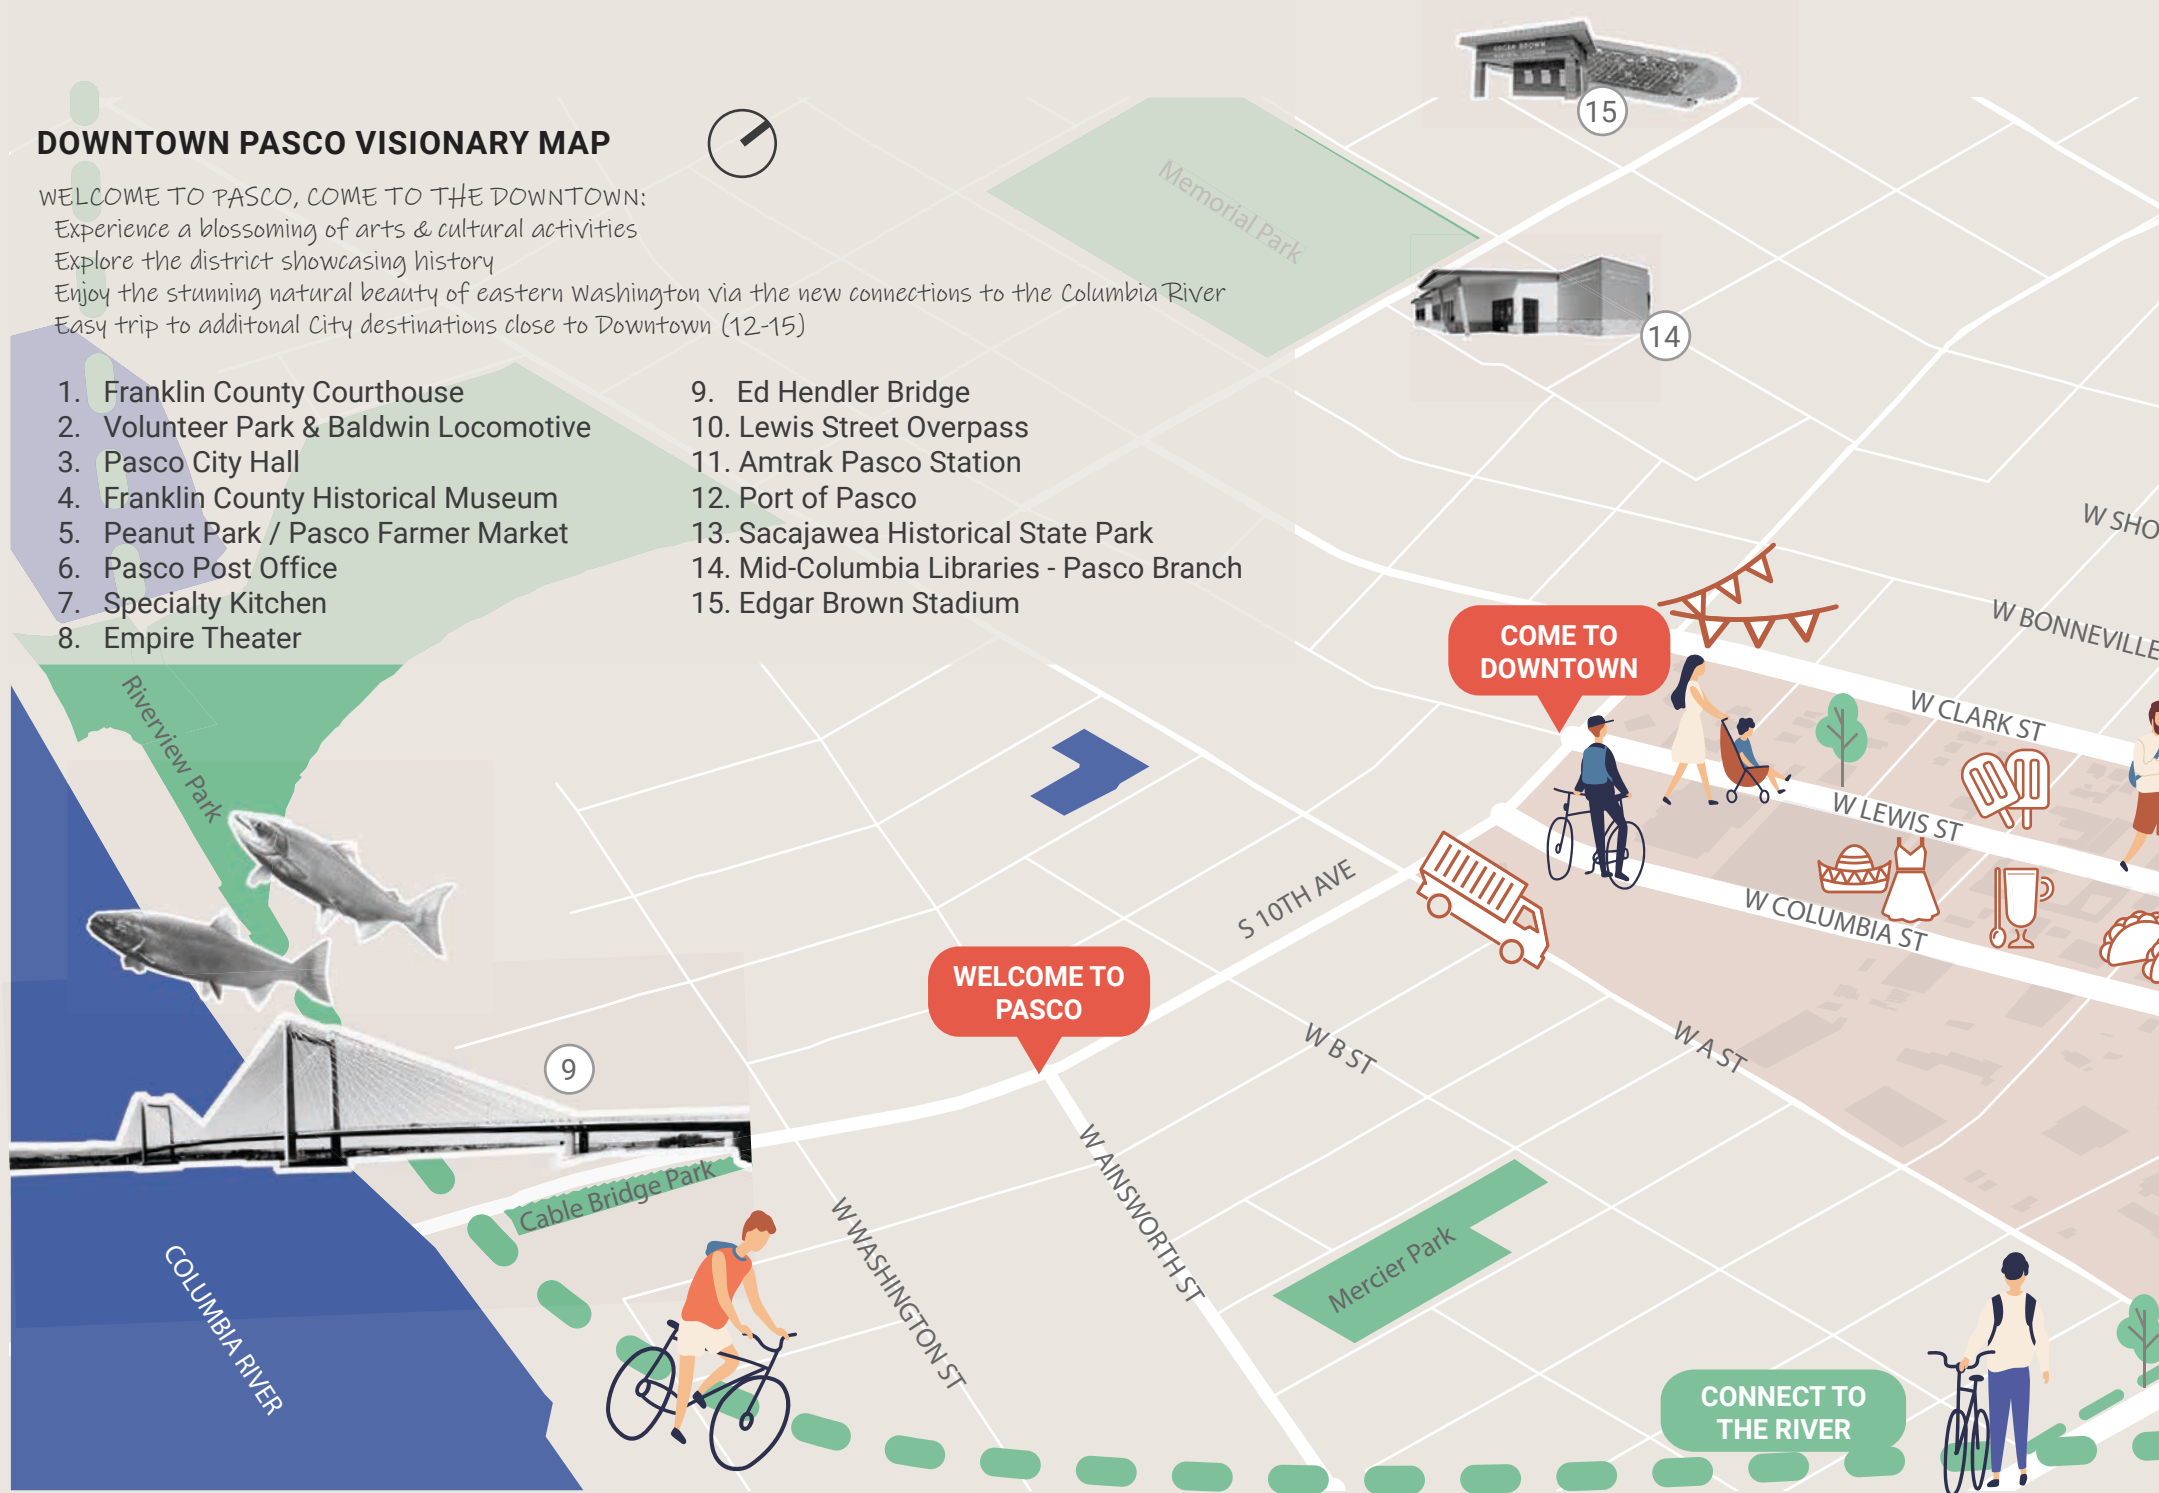 DOWNTOWN PASCO VISIONARY MAP
WELCOME TO PASCO, COME TO THE DOWNTOWN:
Experience a blossoming of arts & cultural activities
Explore the district showcasing history
Enjoy the stunning natural beauty of eastern Washington via the new connections to the Columbia River
Easy trip to additonal City destinations close to Downtown (12-15)
1. Franklin County Courthouse
2. Volunteer Park & Baldwin Locomotive
3. Pasco City Hall
4. Franklin County Historical Museum
5. Peanut Park / Pasco Farmer Market
6. Pasco Post Office
7. Specialty Kitchen
8. Empire Theater
9. Ed Hendler Bridge
10. Lewis Street Overpass
11. Amtrak Pasco Station
12. Port of Pasco
13. Sacajawea Historical State Park
14. Mid-Columbia Libraries - Pasco Branch
15. Edgar Brown Stadium
EDGAR BROWN
15
Memorial Park
14
W SHO
W BONNEVILLE
COME TO
DOWNTOWN
W CLARK ST
W LEWIS ST
W COLUMBIA ST
Riverview Park
S 10TH AVE
WELCOME TO
PASCO
W B ST
W A ST
9
Cable Bridge Park
W WASHINGTON ST
W AINSWORTH ST
Mercier Park
COLUMBIA RIVER
CONNECT TO
THE RIVER